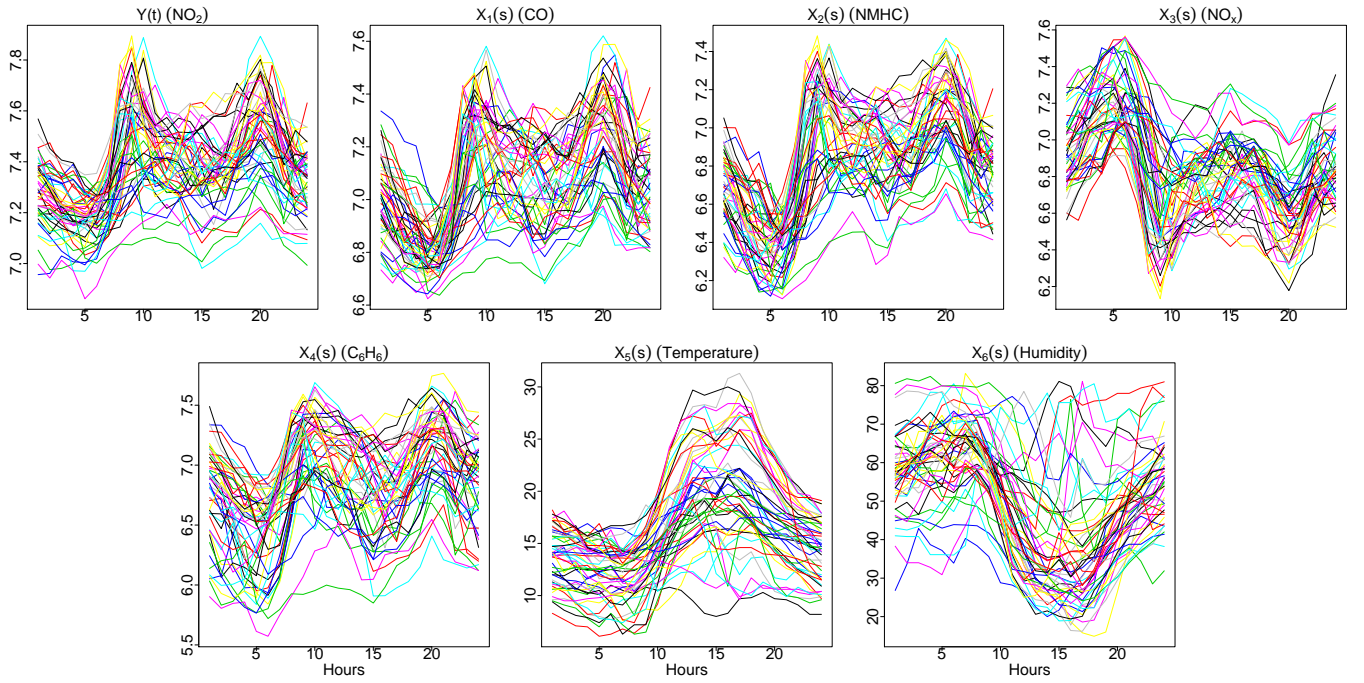 Y(t) (NO₂)
7.0 7.2 7.4 7.6 7.8
5 10 15 20
X₁(s) (CO)
6.6 6.8 7.0 7.2 7.4 7.6
5 10 15 20
X₂(s) (NMHC)
6.2 6.4 6.6 6.8 7.0 7.2 7.4
5 10 15 20
X₃(s) (NOₓ)
6.2 6.4 6.6 6.8 7.0 7.2 7.4 7.6
5 10 15 20
X₄(s) (C₆H₆)
5.5 6.0 6.5 7.0 7.5
5 10 15 20
Hours
X₅(s) (Temperature)
10 15 20 25 30
5 10 15 20
Hours
X₆(s) (Humidity)
20 30 40 50 60 70 80
5 10 15 20
Hours